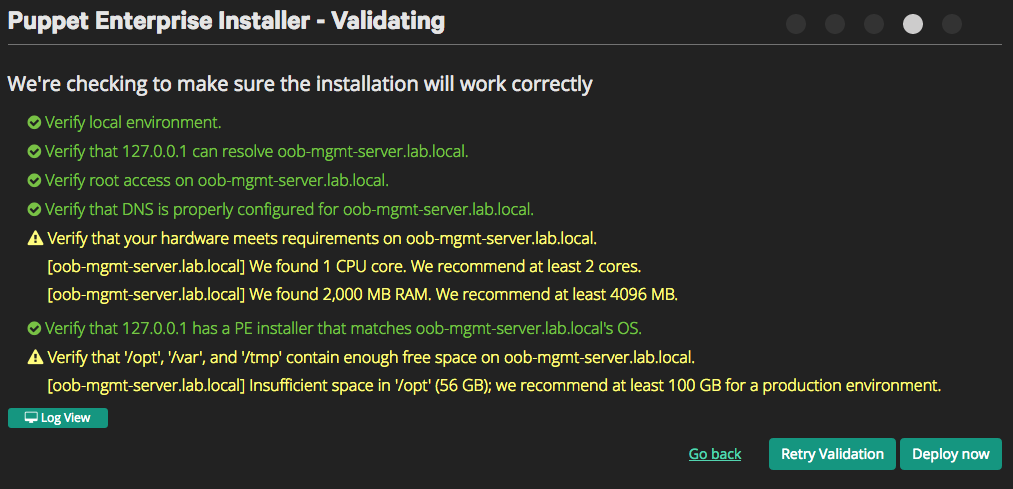 Puppet Enterprise Installer - Validating
We're checking to make sure the installation will work correctly
Verify local environment.
Verify that 127.0.0.1 can resolve oob-mgmt-server.lab.local.
Verify root access on oob-mgmt-server.lab.local.
Verify that DNS is properly configured for oob-mgmt-server.lab.local.
Verify that your hardware meets requirements on oob-mgmt-server.lab.local.
[oob-mgmt-server.lab.local] We found 1 CPU core. We recommend at least 2 cores.
[oob-mgmt-server.lab.local] We found 2,000 MB RAM. We recommend at least 4096 MB.
Verify that 127.0.0.1 has a PE installer that matches oob-mgmt-server.lab.local's OS.
Verify that '/opt', '/var', and '/tmp' contain enough free space on oob-mgmt-server.lab.local.
[oob-mgmt-server.lab.local] Insufficient space in '/opt' (56 GB); we recommend at least 100 GB for a production environment.
Log View
Go back Retry Validation Deploy now